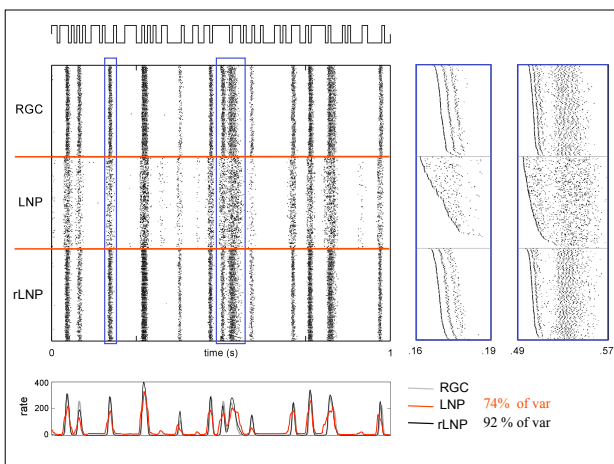 RGC
LNP
rLNP
0
time (s)
1
.16
.19
.49
.57
400
200
0
rate
RGC
LNP 74% of var
rLNP 92 % of var